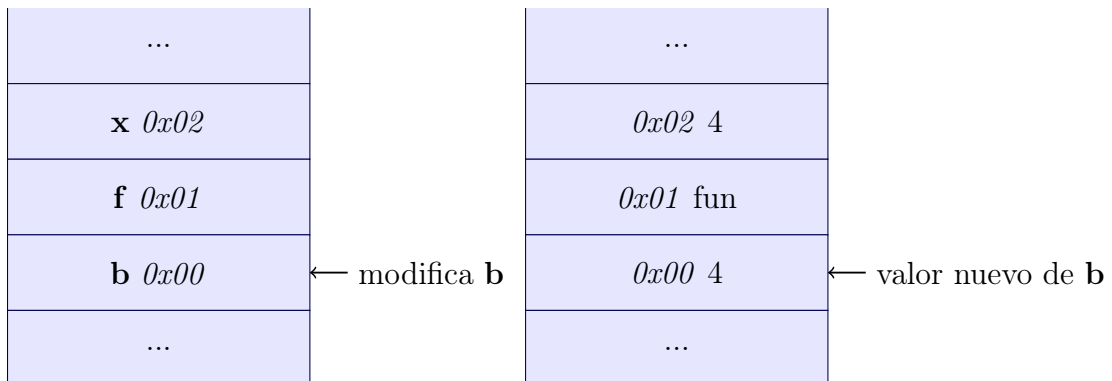 ... ...
x 0x02 0x02 4
f 0x01 0x01 fun
b 0x00 modifica b 0x00 4 valor nuevo de b
... ...